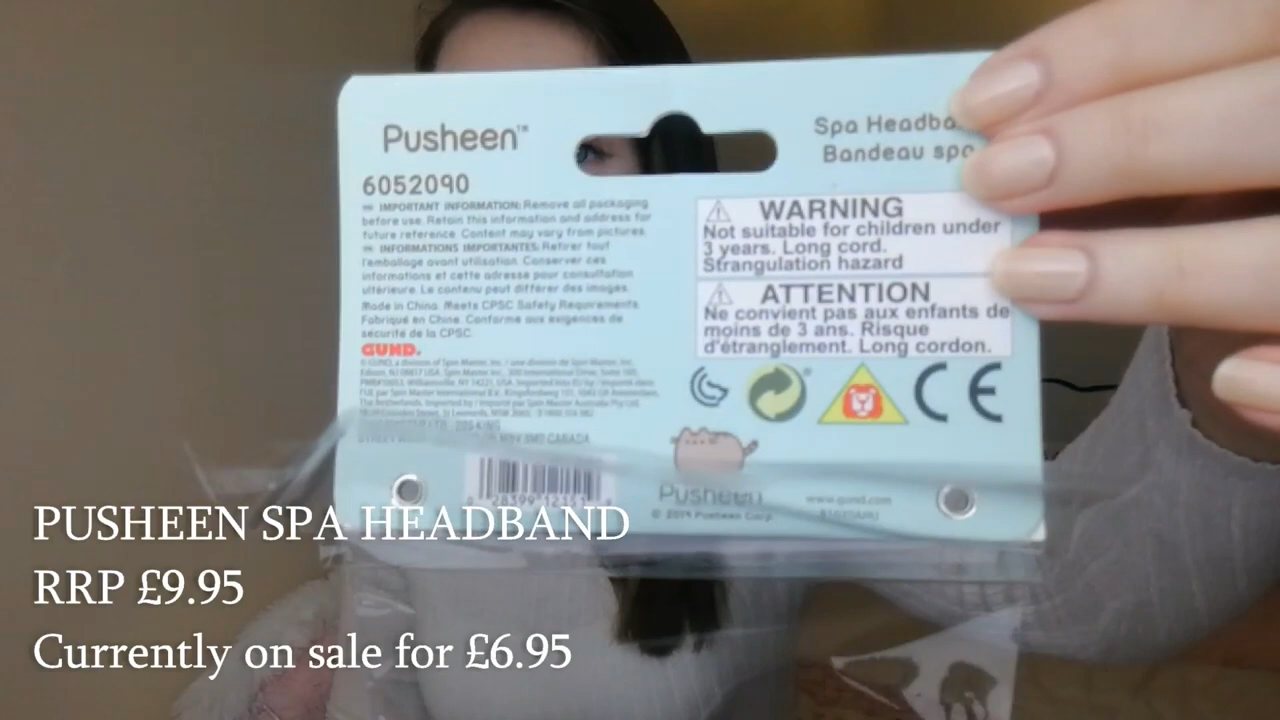 Pusheen™
Spa Headba
Bandeau spa
6052090
IMPORTANT INFORMATION: Remove all packaging
before use. Retain this information and address for
future reference. Content may vary from pictures.
INFORMATIONS IMPORTANTES: Retirer tout
l'emballage avant utilisation. Conserver ces
informations et cette adresse pour consultation
ultérieure. Le contenu peut différer des images.
Made in China. Meets CPSC Safety Requirements.
Fabriqué en Chine. Conforme aux exigences de
sécurité de la CPSC.
GUND.
WARNING
Not suitable for children under
3 years. Long cord.
Strangulation hazard
ATTENTION
Ne convient pas aux enfants de
moins de 3 ans. Risque
d'étranglement. Long cordon.
CE
Pusheen
www.gund.com
© 2019 Pusheen Corp.
PUSHEEN SPA HEADBAND
RRP £9.95
Currently on sale for £6.95